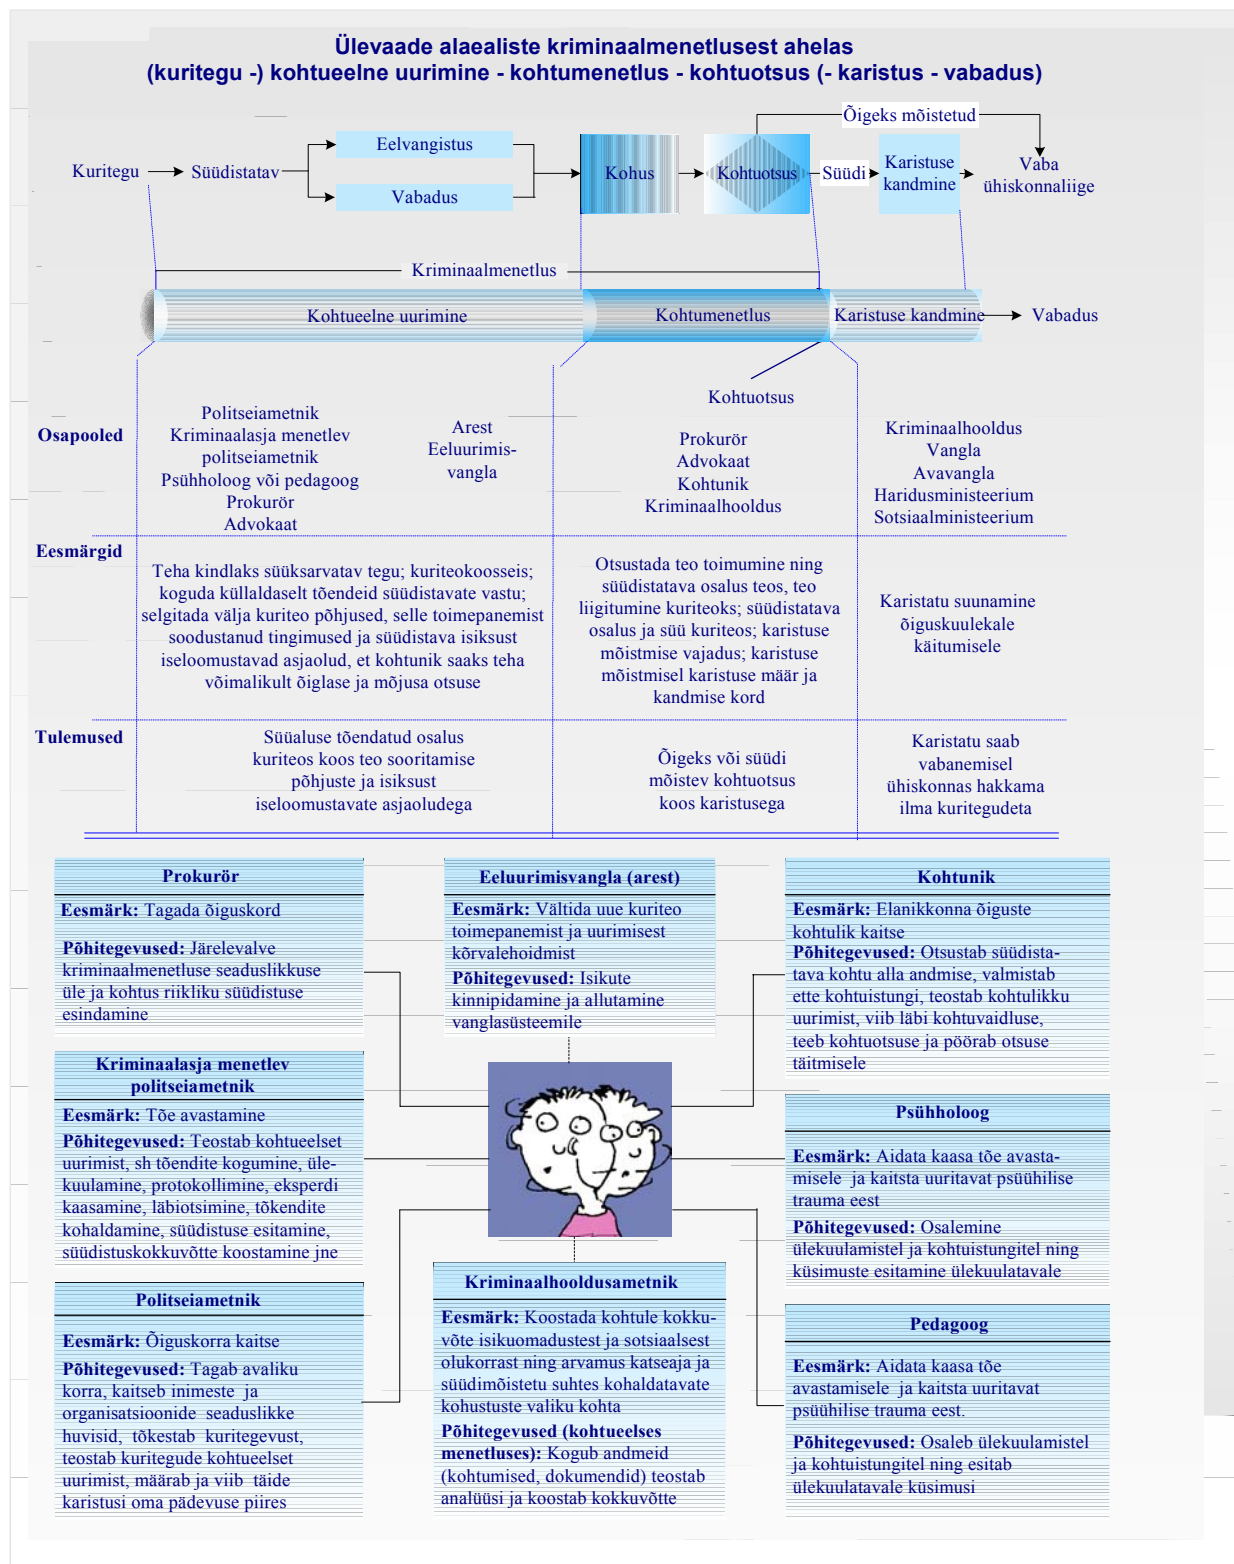 Ülevaade alaealiste kriminaalmenetlusest ahelas
(kuritegu -) kohtueelne uurimine - kohtumenetlus - kohtuotsus (- karistus - vabadus)
Õigeks mõistetud
Kuritegu
Süüdistatav
Eelvangistus
Vabadus
Kohus
Kohtuotsus
Süüdi
Karistuse
kandmine
Vaba
ühiskonnaliige
Kriminaalmenetlus
Kohtueelne uurimine
Kohtumenetlus
Karistuse kandmine
Vabadus
Kohtuotsus
Osapooled
Politseiametnik
Kriminaalasja menetlev
politseiametnik
Psühholoog või pedagoog
Prokurör
Advokaat
Arest
Eeluurimis-
vangla
Prokurör
Advokaat
Kohtunik
Kriminaalhooldus
Kriminaalhooldus
Vangla
Avavangla
Haridusministeerium
Sotsiaalministeerium
Eesmärgid
Teha kindlaks süüksarvatav tegu; kuriteokoosseis;
koguda küllaldaselt tõendeid süüdistavate vastu;
selgitada välja kuriteo põhjused, selle toimepanemist
soodustanud tingimused ja süüdistava isiksust
iseloomustavad asjaolud, et kohtunik saaks teha
võimalikult õiglase ja mõjusa otsuse
Otsustada teo toimumine ning
süüdistatava osalus teos, teo
liigitumine kuriteoks; süüdistatava
osalus ja süü kuriteos; karistuse
mõistmise vajadus; karistuse
mõistmisel karistuse määr ja
kandmise kord
Karistatu suunamine
õiguskuulekale
käitumisele
Tulemused
Süüaluse tõendatud osalus
kuriteos koos teo sooritamise
põhjuste ja isiksust
iseloomustavate asjaoludega
Õigeks või süüdi
mõistev kohtuotsus
koos karistusega
Karistatu saab
vabanemisel
ühiskonnas hakkama
ilma kuritegudeta
Prokurör
Eesmärk: Tagada õiguskord
Põhitegevused: Järelevalve
kriminaalmenetluse seaduslikkuse
üle ja kohtus riikliku süüdistuse
esindamine
Eeluurimisvangla (arest)
Eesmärk: Vältida uue kuriteo
toimepanemist ja uurimisest
kõrvalehoidmist
Põhitegevused: Isikute
kinnipidamine ja allutamine
vanglasüsteemile
Kohtunik
Eesmärk: Elanikkonna õiguste
kohtulik kaitse
Põhitegevused: Otsustab süüdista-
tava kohtu alla andmise, valmistab
ette kohtuistungi, teostab kohtulikku
uurimist, viib läbi kohtuvaidluse,
teeb kohtuotsuse ja pöörab otsuse
täitmisele
Kriminaalasja menetlev
politseiametnik
Eesmärk: Tõe avastamine
Põhitegevused: Teostab kohtueelset
uurimist, sh tõendite kogumine, üle-
kuulamine, protokollimine, eksperdi
kaasamine, läbiotsimine, tõkendite
kohaldamine, süüdistuse esitamine,
süüdistuskokkuvõtte koostamine jne
Psühholoog
Eesmärk: Aidata kaasa tõe avasta-
misele ja kaitsta uuritavat psüühilise
trauma eest
Põhitegevused: Osalemine
ülekuulamistel ja kohtuistungitel ning
küsimuste esitamine ülekuulatavale
Politseiametnik
Eesmärk: Õiguskorra kaitse
Põhitegevused: Tagab avaliku
korra, kaitseb inimeste ja
organisatsioonide seaduslikke
huvisid, tõkestab kuritegevust,
teostab kuritegude kohtueelset
uurimist, määrab ja viib täide
karistusi oma pädevuse piires
Kriminaalhooldusametnik
Eesmärk: Koostada kohtule kokku-
võte isikuomadustest ja sotsiaalsest
olukorrast ning arvamus katseaja ja
süüdimõistetu suhtes kohaldatavate
kohustuste valiku kohta
Põhitegevused (kohtueelses
menetluses): Kogub andmeid
(kohtumised, dokumendid) teostab
analüüsi ja koostab kokkuvõtte
Pedagoog
Eesmärk: Aidata kaasa tõe
avastamisele ja kaitsta uuritavat
psüühilise trauma eest.
Põhitegevused: Osaleb ülekuulamistel
ja kohtuistungitel ning esitab
ülekuulatavale küsimusi